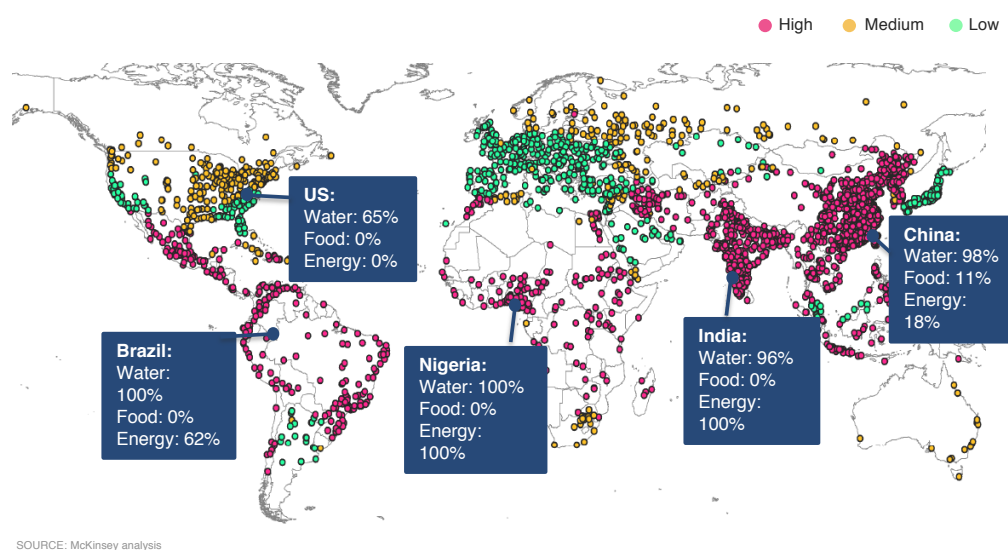 High Medium Low
US:
Water: 65%
Food: 0%
Energy: 0%
China:
Water: 98%
Food: 11%
Energy:
18%
India:
Water: 96%
Food: 0%
Energy:
100%
Brazil:
Water:
100%
Food: 0%
Energy: 62%
Nigeria:
Water: 100%
Food: 0%
Energy:
100%
SOURCE: McKinsey analysis